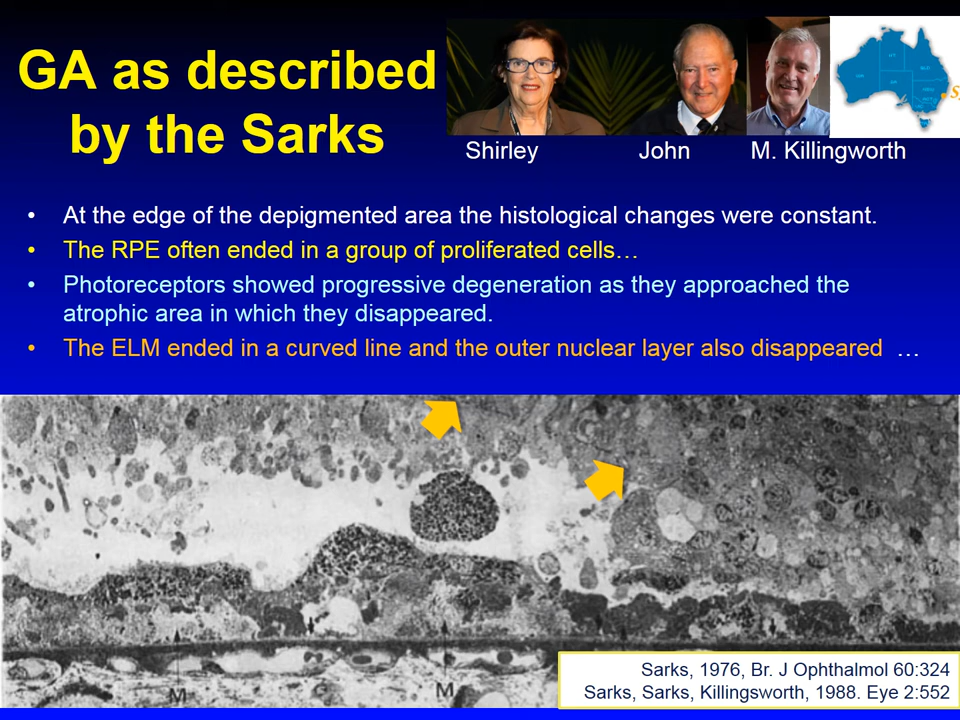 GA as described
by the Sarks
Shirley
John
M. Killingworth
• At the edge of the depigmented area the histological changes were constant.
• The RPE often ended in a group of proliferated cells…
• Photoreceptors showed progressive degeneration as they approached the
atrophic area in which they disappeared.
• The ELM ended in a curved line and the outer nuclear layer also disappeared …
M
G
M
Sarks, 1976, Br. J Ophthalmol 60:324
Sarks, Sarks, Killingsworth, 1988. Eye 2:552